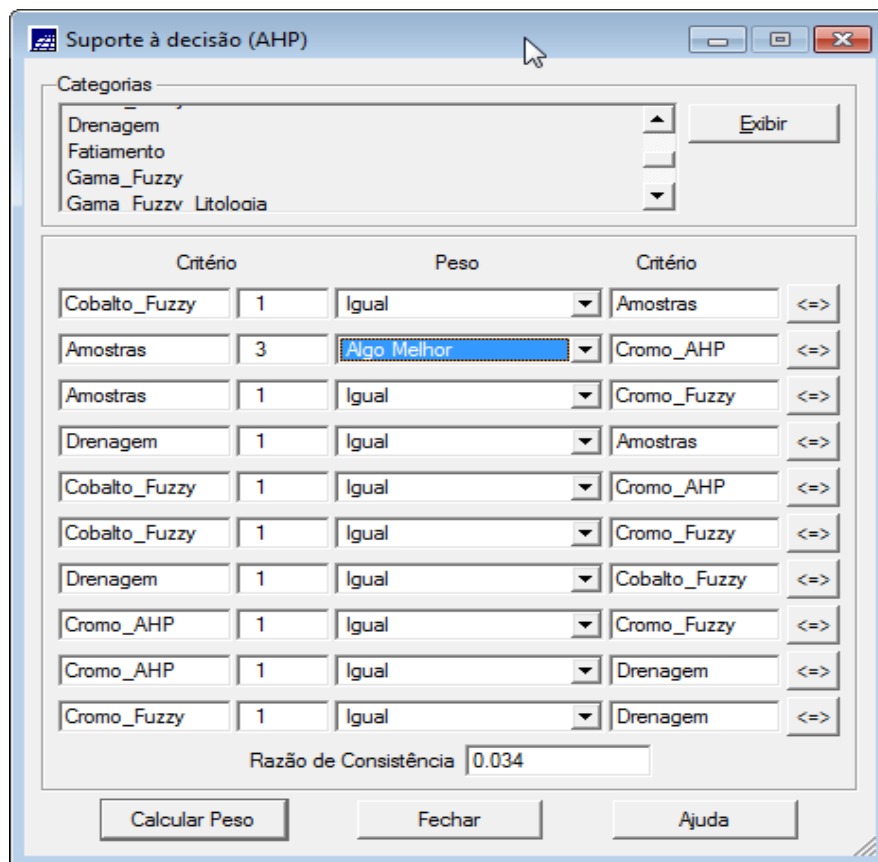 Suporte à decisão (AHP)
Categorias
Drenagem
Exibir
Fatiamento
Gama_Fuzzy
Gama_Fuzzy_Litologia
Critério Peso Critério
Cobalto_Fuzzy 1 Igual Amostras <=>
Amostras 3 Algo Melhor Cromo_AHP <=>
Amostras 1 Igual Cromo_Fuzzy <=>
Drenagem 1 Igual Amostras <=>
Cobalto_Fuzzy 1 Igual Cromo_AHP <=>
Cobalto_Fuzzy 1 Igual Cromo_Fuzzy <=>
Drenagem 1 Igual Cobalto_Fuzzy <=>
Cromo_AHP 1 Igual Cromo_Fuzzy <=>
Cromo_AHP 1 Igual Drenagem <=>
Cromo_Fuzzy 1 Igual Drenagem <=>
Razão de Consistência 0.034
Calcular Peso Fechar Ajuda